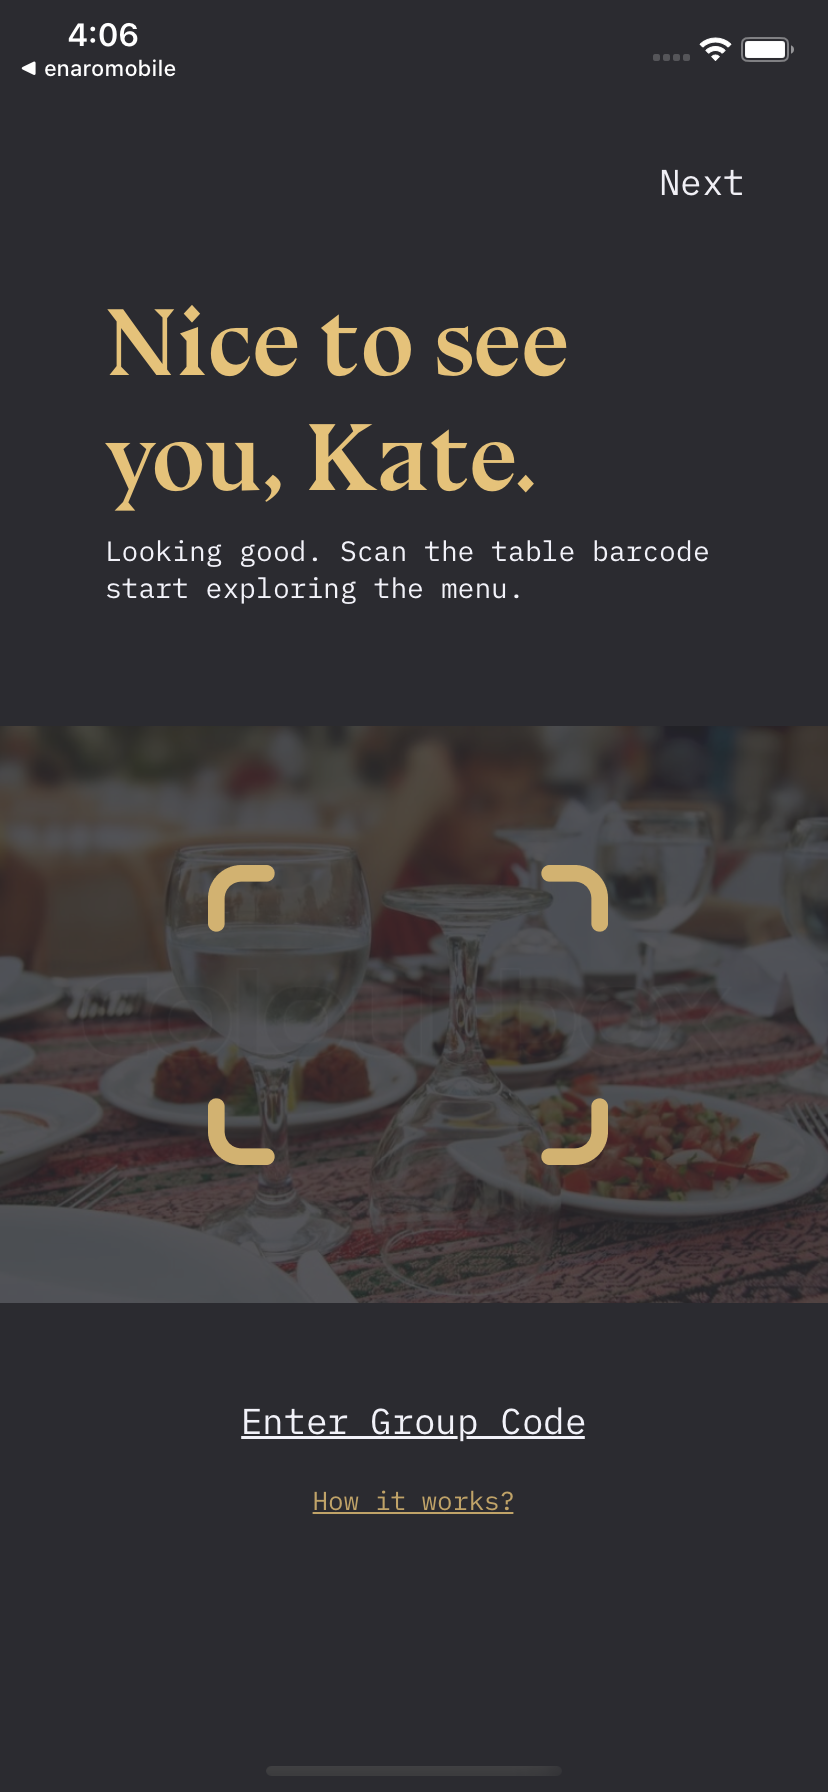 4:06
◀ enaromobile
Next
Nice to see
you, Kate.
Looking good. Scan the table barcode
start exploring the menu.
Enter Group Code
How it works?